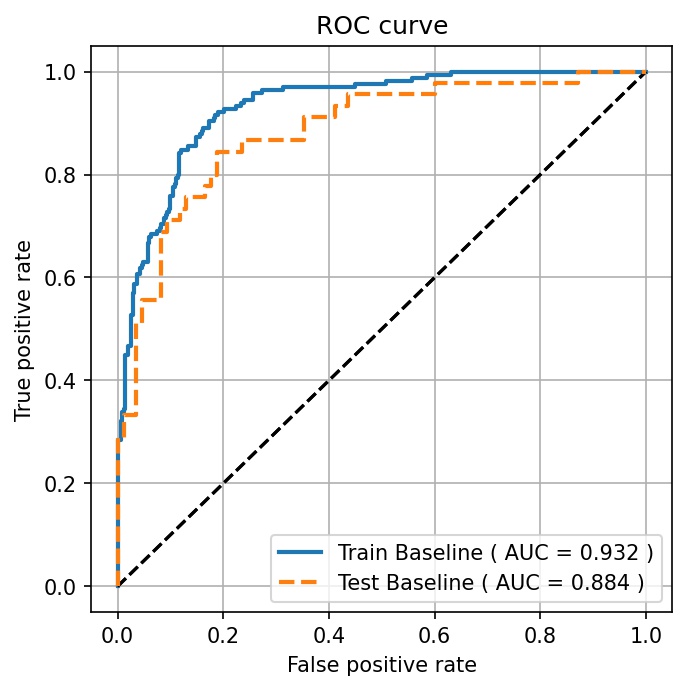 ROC curve
True positive rate
1.0
0.8
0.6
0.4
0.2
0.0
Train Baseline ( AUC = 0.932 )
Test Baseline ( AUC = 0.884 )
0.0 0.2 0.4 0.6 0.8 1.0
False positive rate